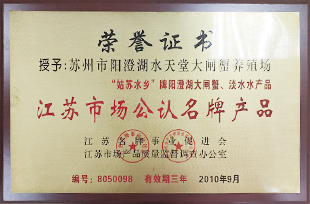 荣誉证书
授予:苏州市阳澄湖水天堂大闸蟹养殖场
“姑苏水乡”牌阳澄湖大闸蟹、淡水水产品
江苏市场公认名牌产品
江苏名牌事业促进会
江苏市场产品质量监督调查办公室
编号:8050098 有效期三年 2010年9月